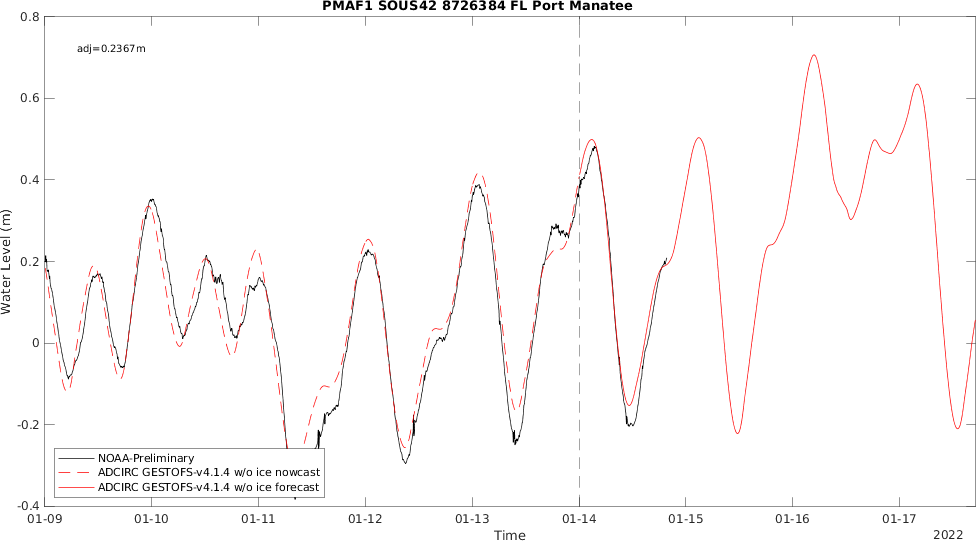 PMAF1 SOUS42 8726384 FL Port Manatee
adj=0.2367m
Water Level (m)
0.8
0.6
0.4
0.2
0
-0.2
-0.4
NOAA-Preliminary
ADCIRC GESTOFS-v4.1.4 w/o ice nowcast
ADCIRC GESTOFS-v4.1.4 w/o ice forecast
01-09 01-10 01-11 01-12 01-13 01-14 01-15 01-16 01-17
Time
2022